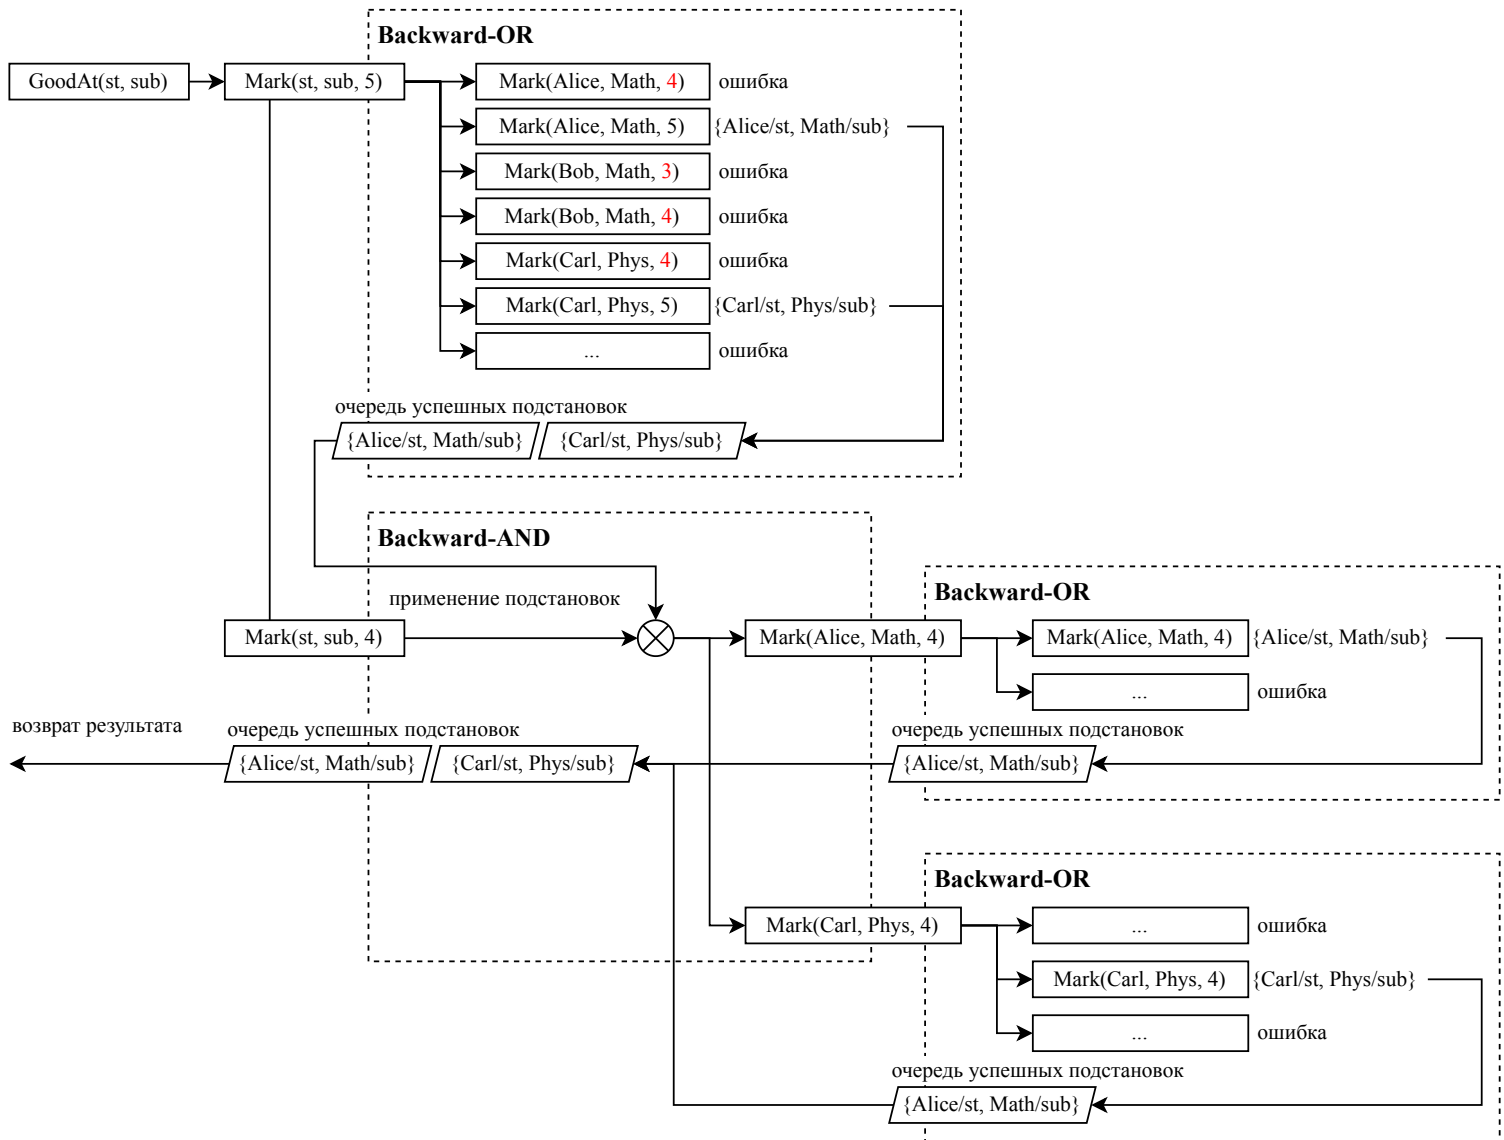 Backward-OR
GoodAt(st, sub)
Mark(st, sub, 5)
Mark(Alice, Math, 4) ошибка
Mark(Alice, Math, 5) {Alice/st, Math/sub}
Mark(Bob, Math, 3) ошибка
Mark(Bob, Math, 4) ошибка
Mark(Carl, Phys, 4) ошибка
Mark(Carl, Phys, 5) {Carl/st, Phys/sub}
... ошибка
очередь успешных подстановок
{Alice/st, Math/sub} {Carl/st, Phys/sub}
Backward-AND
применение подстановок
Mark(st, sub, 4)
Mark(Alice, Math, 4)
Backward-OR
Mark(Alice, Math, 4) {Alice/st, Math/sub}
... ошибка
возврат результата
очередь успешных подстановок
{Alice/st, Math/sub} {Carl/st, Phys/sub}
очередь успешных подстановок
{Alice/st, Math/sub}
Backward-OR
Mark(Carl, Phys, 4)
... ошибка
Mark(Carl, Phys, 4) {Carl/st, Phys/sub}
... ошибка
очередь успешных подстановок
{Alice/st, Math/sub}